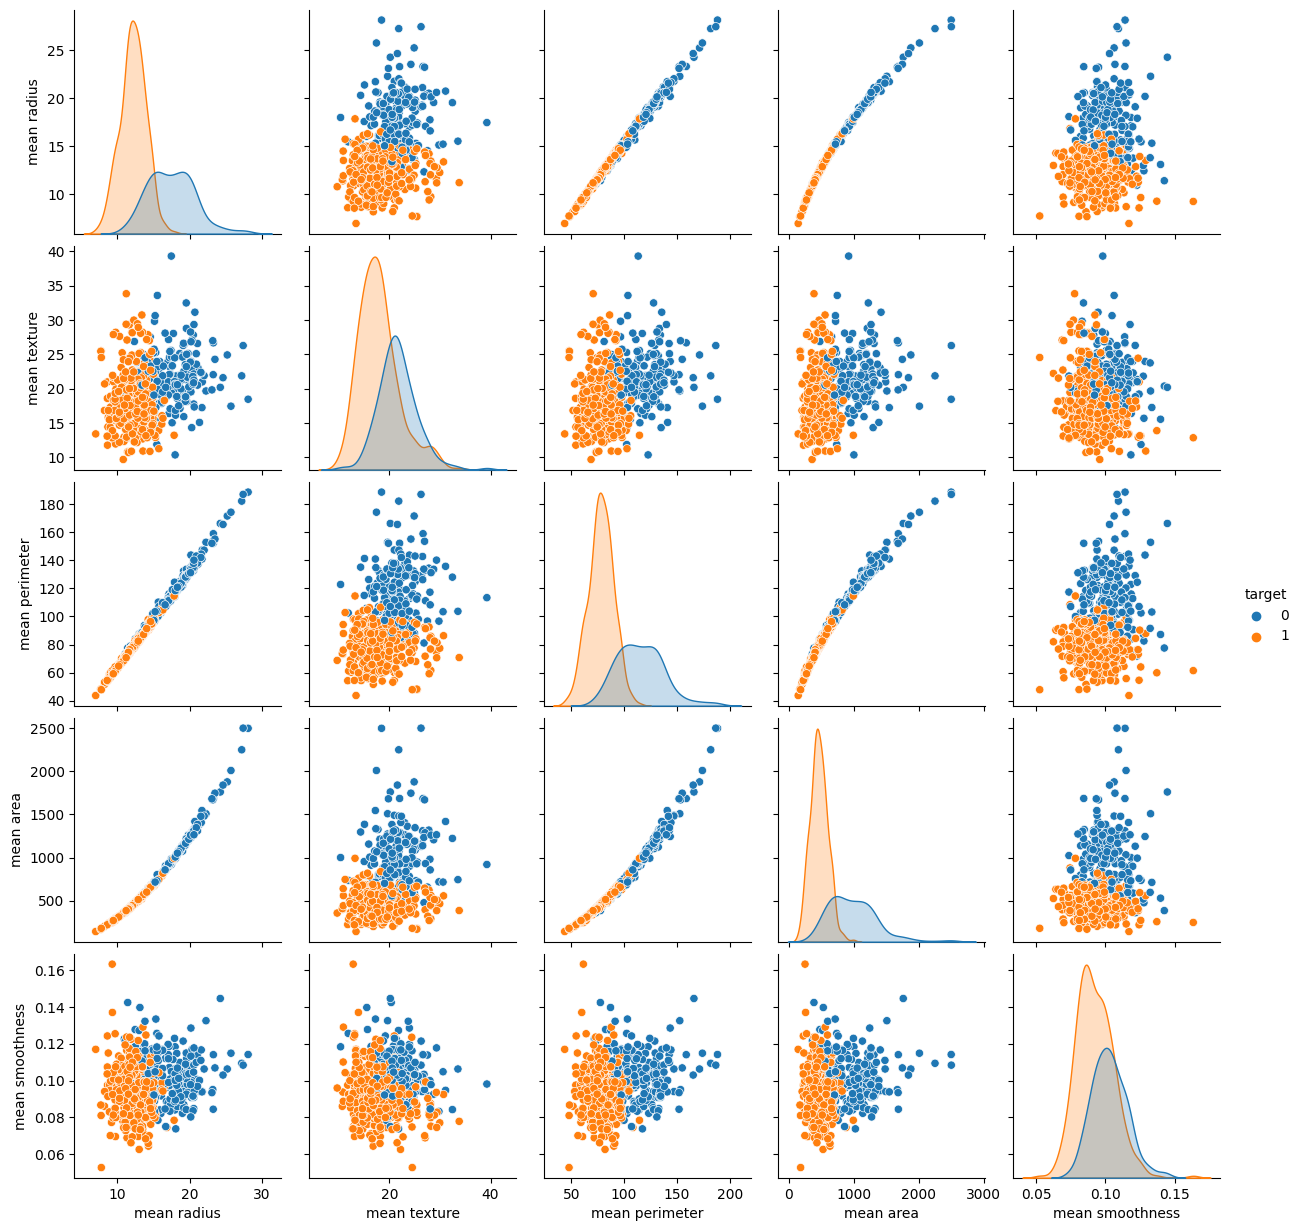 25
20
15
10
mean radius
40
35
30
25
20
15
10
mean texture
180
160
140
120
100
80
60
40
mean perimeter
target
0
1
2500
2000
1500
1000
500
mean area
0.16
0.14
0.12
0.10
0.08
0.06
mean smoothness
10 20 30
20 40
50 100 150 200
0 1000 2000 3000
0.05 0.10 0.15
mean radius
mean texture
mean perimeter
mean area
mean smoothness